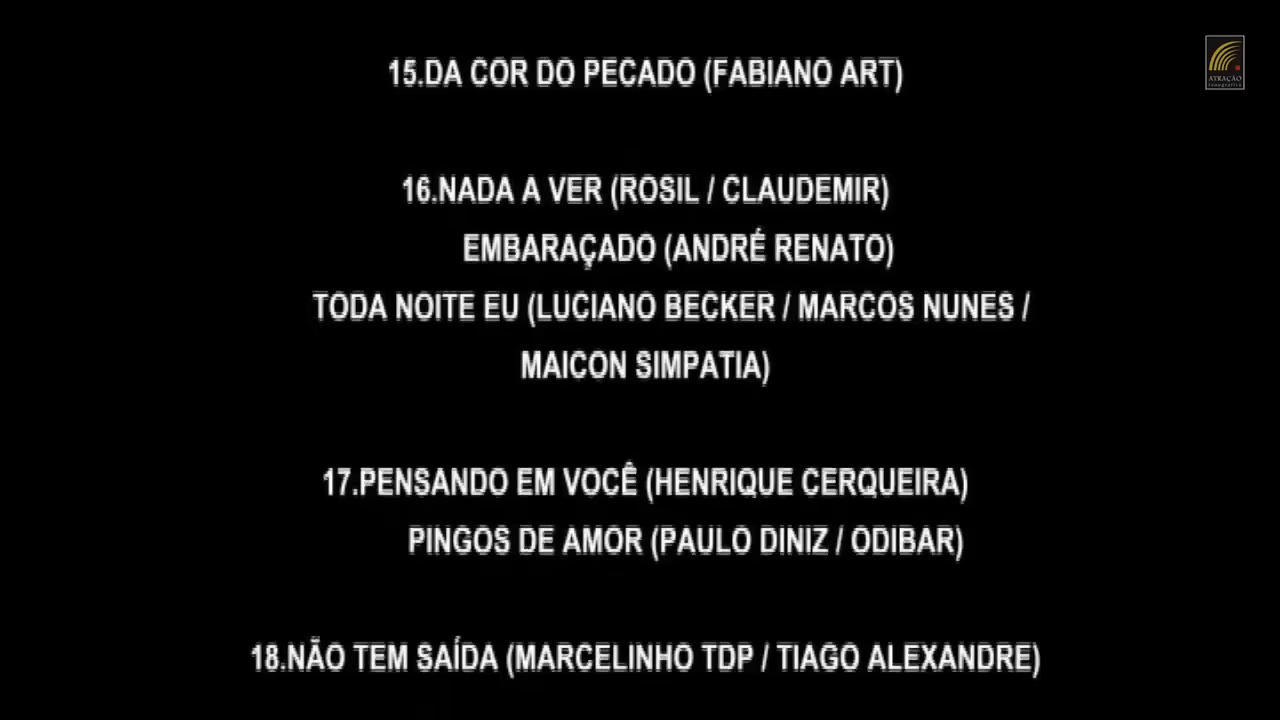 15.DA COR DO PECADO (FABIANO ART)
ATRAÇÃO
fonográfica
16.NADA A VER (ROSIL / CLAUDEMIR)
EMBARAÇADO (ANDRÉ RENATO)
TODA NOITE EU (LUCIANO BECKER / MARCOS NUNES /
MAICON SIMPATIA)
17.PENSANDO EM VOCÊ (HENRIQUE CERQUEIRA)
PINGOS DE AMOR (PAULO DINIZ / ODIBAR)
18.NÃO TEM SAÍDA (MARCELINHO TDP / TIAGO ALEXANDRE)